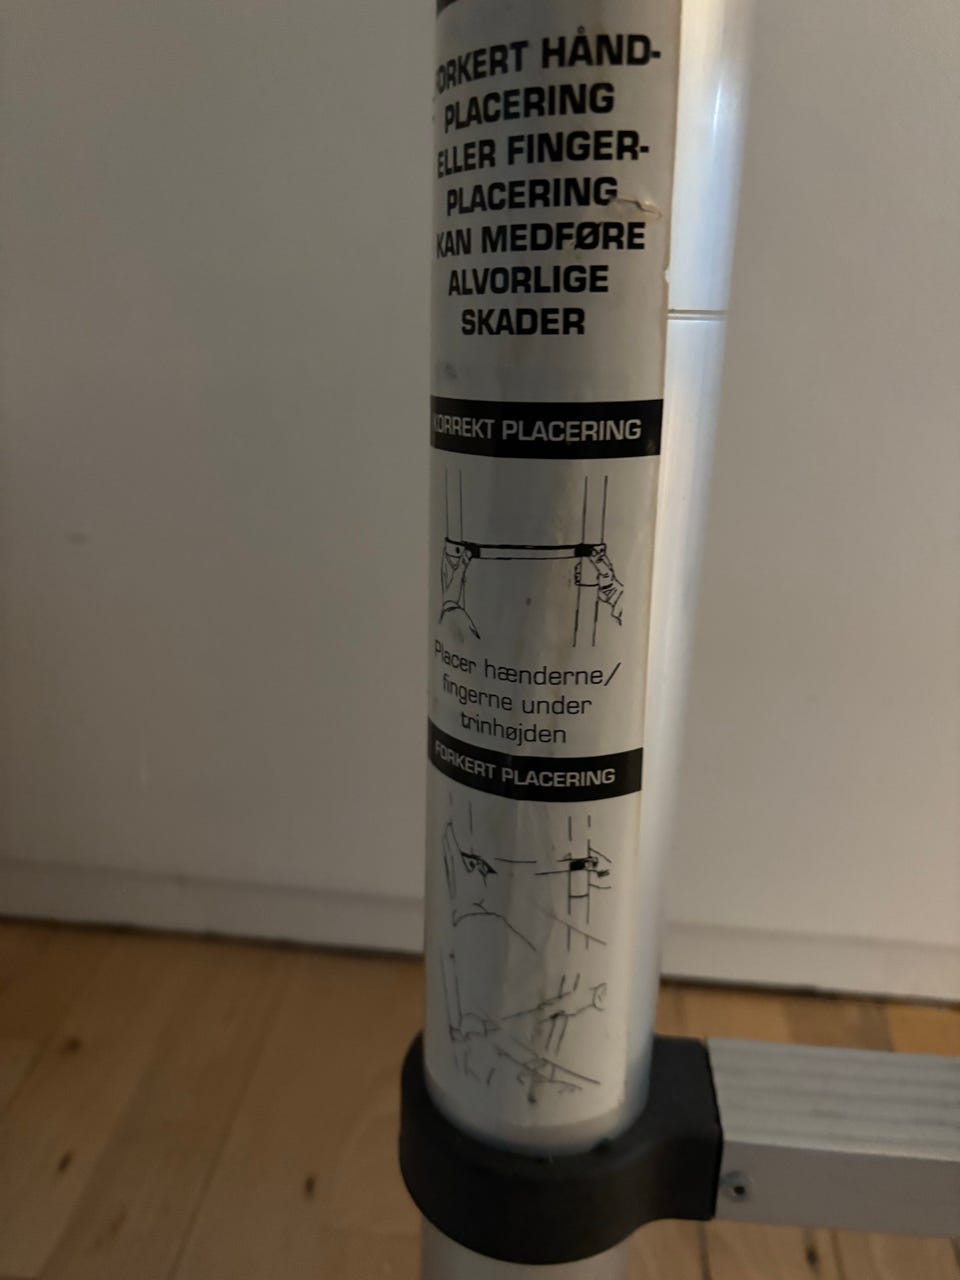 FORKERT HÅND-
PLACERING
ELLER FINGER-
PLACERING
KAN MEDFØRE
ALVORLIGE
SKADER
KORREKT PLACERING
Placer hænderne/
fingerne under
trinhøjden
FORKERT PLACERING